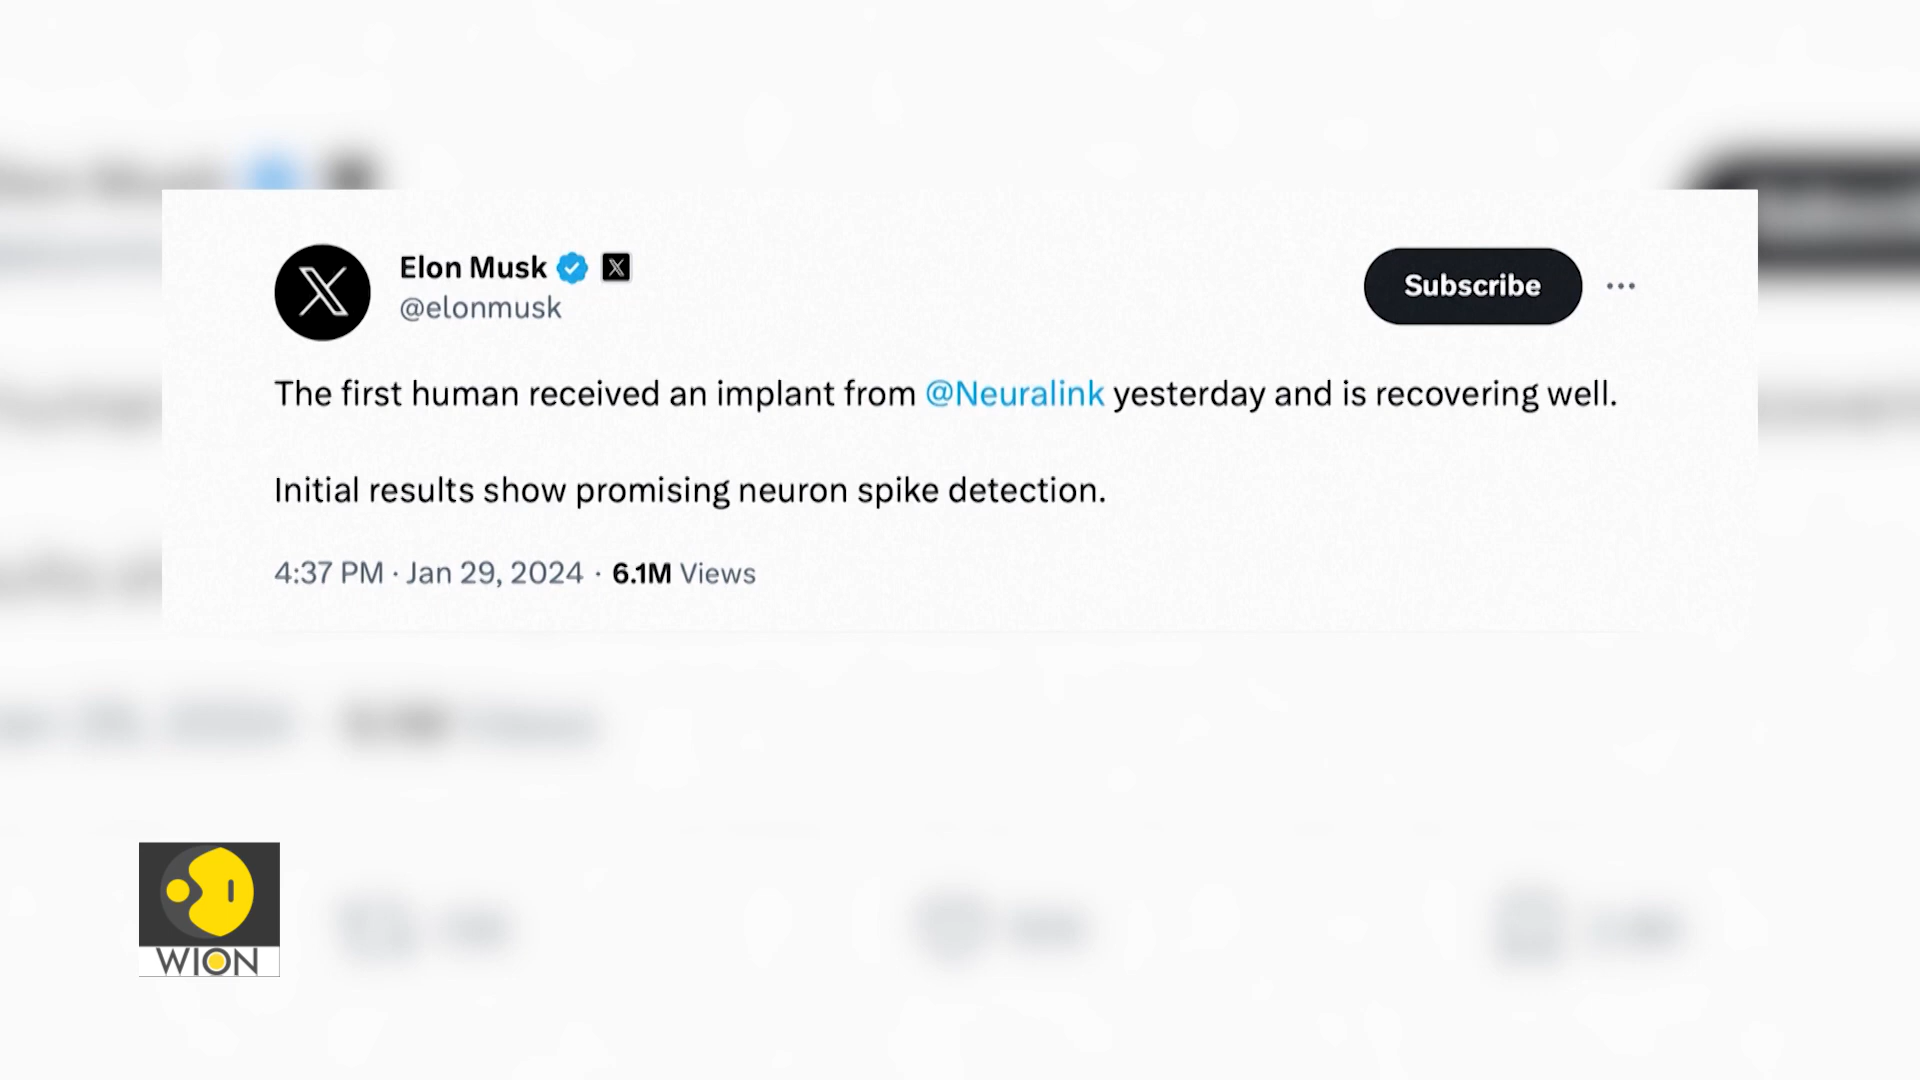 Elon Musk
@elonmusk
Subscribe
The first human received an implant from @Neuralink yesterday and is recovering well.
Initial results show promising neuron spike detection.
4:37 PM · Jan 29, 2024 · 6.1M Views
WION